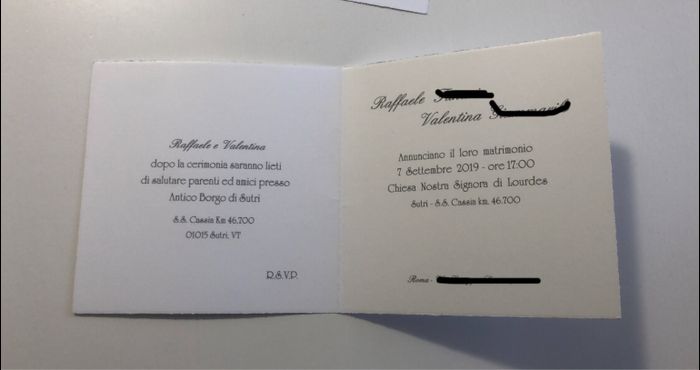 Raffaele e Valentina
dopo la cerimonia saranno lieti
di salutare parenti ed amici presso
Antico Borgo di Sutri
S.S. Cassia Km 46,700
01015 Sutri, VT
R.S.V.P.
Raffaele
Valentina
Annunciano il loro matrimonio
7 Settembre 2019 - ore 17:00
Chiesa Nostra Signora di Lourdes
Sutri - S.S. Cassia km. 46,700
Roma -